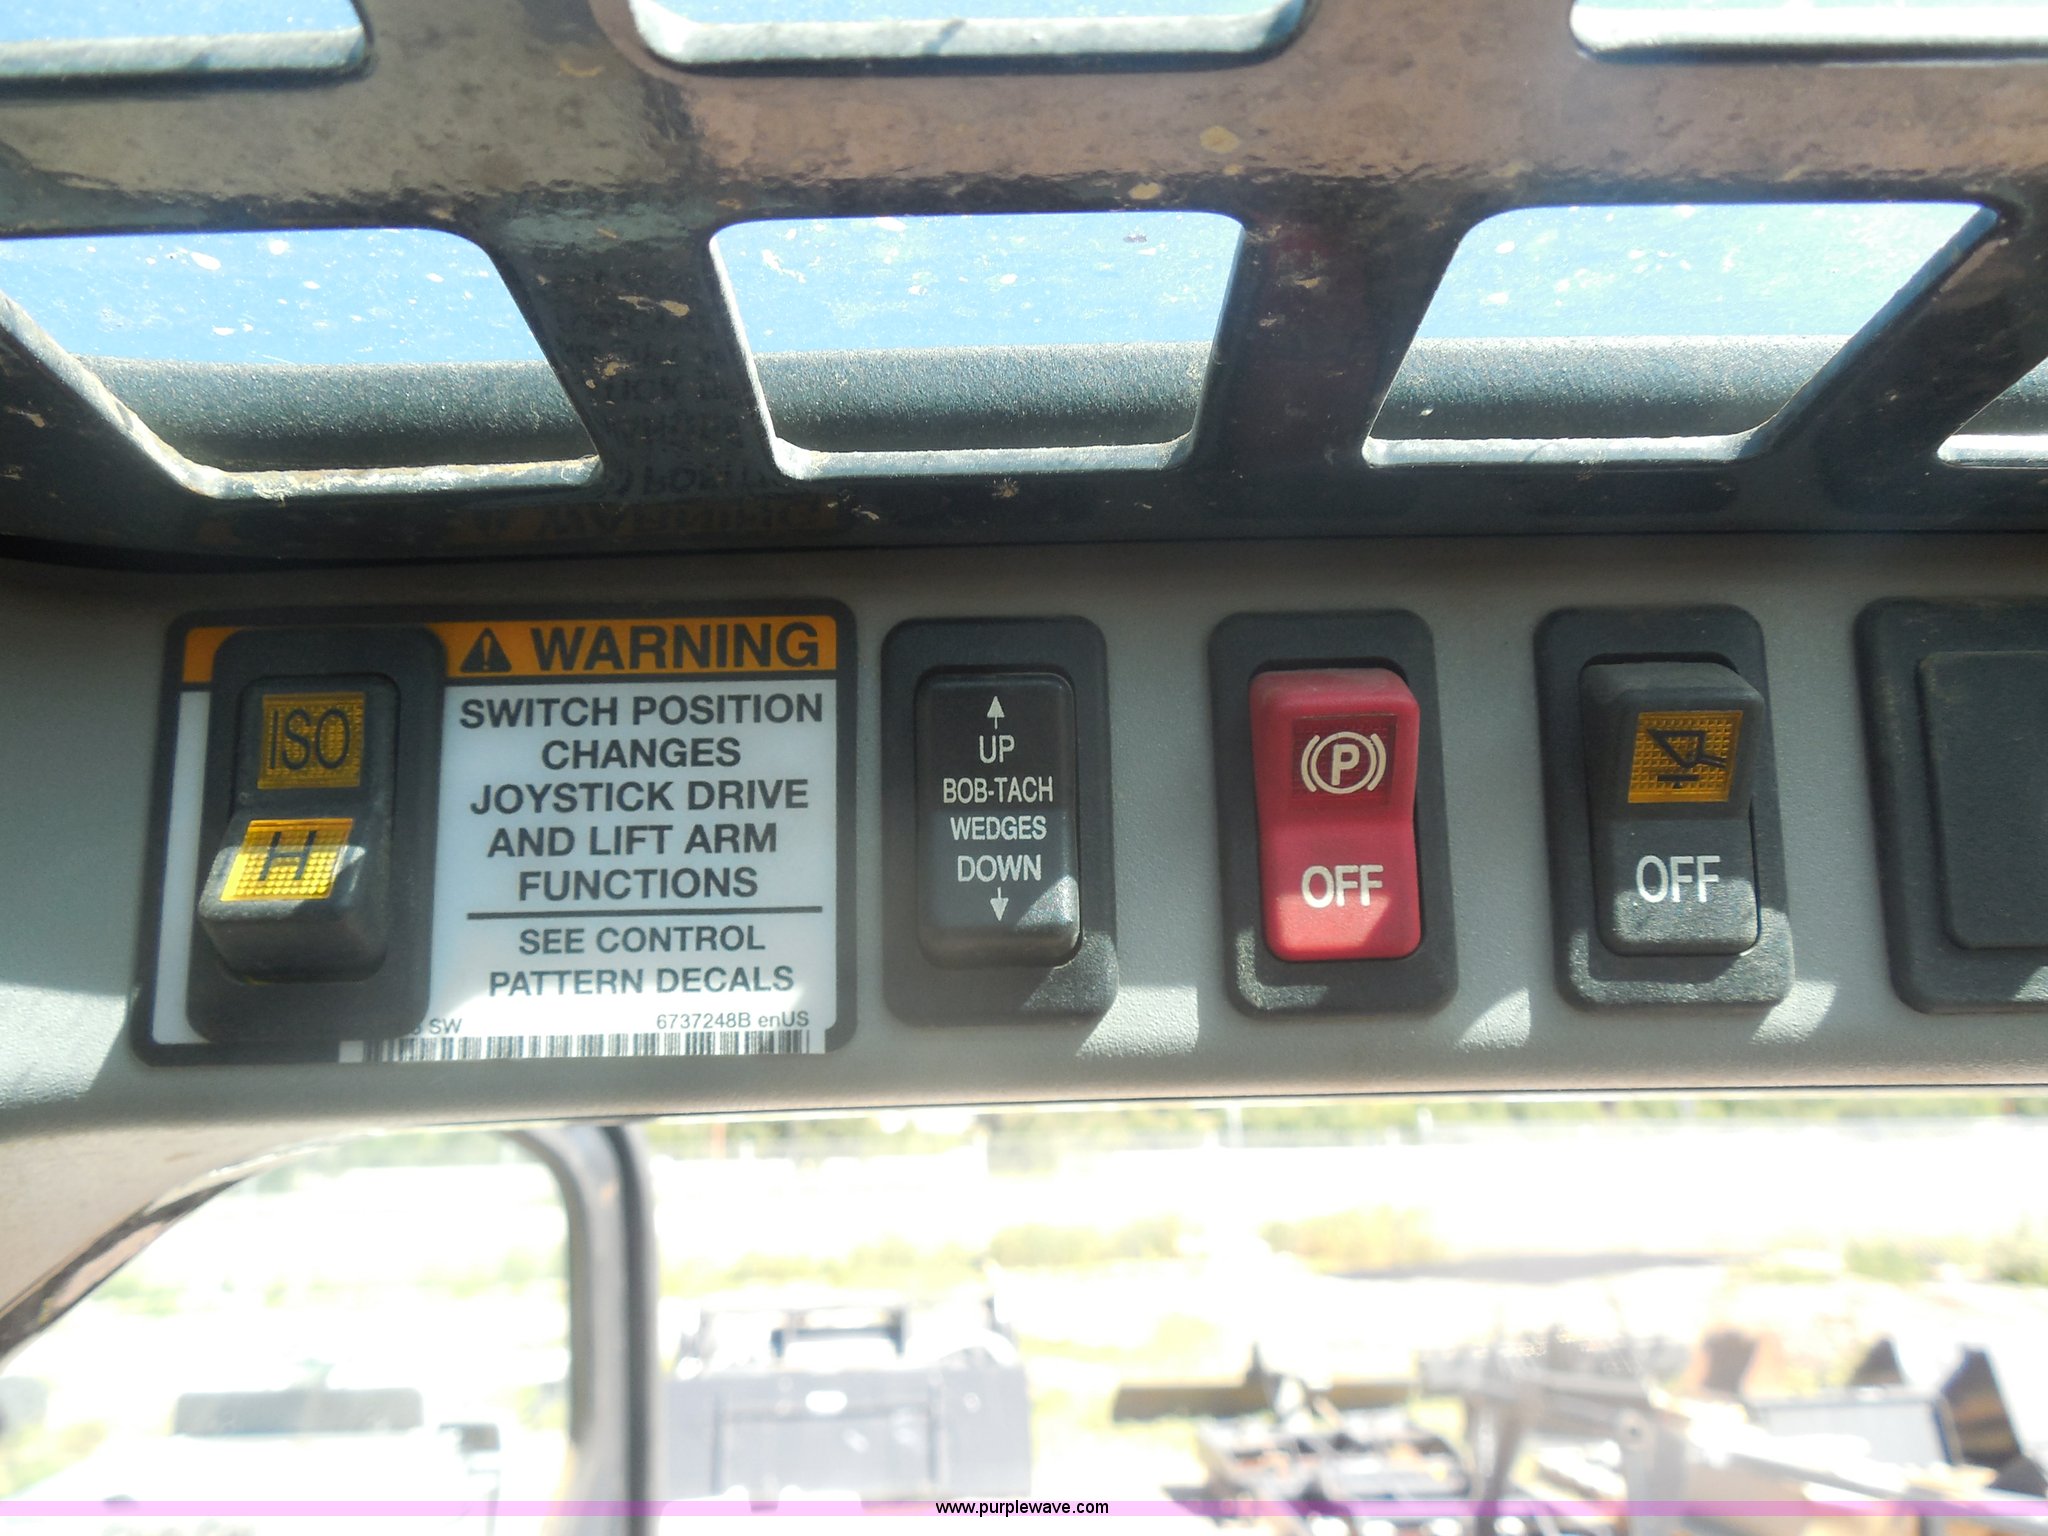 ISO
H
WARNING
SWITCH POSITION
CHANGES
JOYSTICK DRIVE
AND LIFT ARM
FUNCTIONS
SEE CONTROL
PATTERN DECALS
SW 6737248B enUS
UP
BOB-TACH
WEDGES
DOWN
P
OFF
OFF
www.purplewave.com